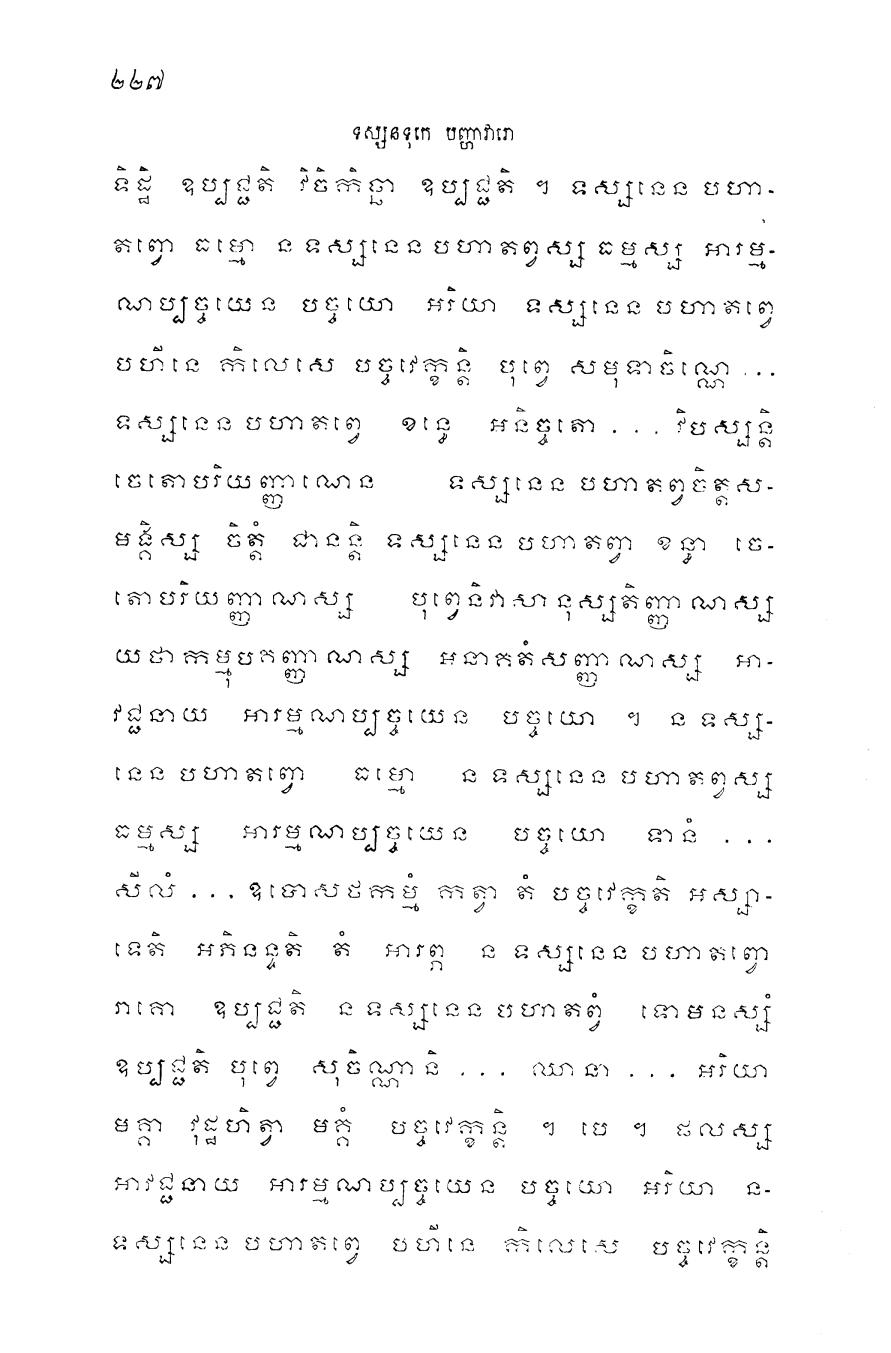 ២២៧
ទស្សនទុកេ បញ្ហាវារោ
ទិដ្ឋិ ឧប្បជ្ជតិ វិចិកិច្ឆា ឧប្បជ្ជតិ ។ ទស្សនេន បហា-
តព្វោ ធម្មោ ន ទស្សនេន បហាតព្វស្ស ធម្មស្ស អារម្ម-
ណប្បច្ចយេន បច្ចយោ អរិយា ទស្សនេន បហាតព្វេ
បហីនេ កិលេសេ បច្ចវេក្ខន្តិ បុព្វេ សមុទាចិណ្ណេ ...
ទស្សនេន បហាតព្វេ ខន្ធេ អនិច្ចតោ ... វិបស្សន្តិ
ចេតោបរិយញ្ញាណេន ទស្សនេន បហាតព្វចិត្តស-
មង្គិស្ស ចិត្តំ ជានន្តិ ទស្សនេន បហាតព្វា ខន្ធា ចេ-
តោបរិយញ្ញាណស្ស បុព្វេនិវាសានុស្សតិញ្ញាណស្ស
យថាកម្មុបគញ្ញាណស្ស អនាគតំសញ្ញាណស្ស អា-
វជ្ជនាយ អារម្មណប្បច្ចយេន បច្ចយោ ។ ន ទស្ស-
នេន បហាតព្វោ ធម្មោ ន ទស្សនេន បហាតព្វស្ស
ធម្មស្ស អារម្មណប្បច្ចយេន បច្ចយោ ទានំ ...
សីលំ ... ឧបោសថកម្មំ កត្វា តំ បច្ចវេក្ខតិ អស្សា-
ទេតិ អភិនន្ទតិ តំ អារព្ភ ន ទស្សនេន បហាតព្វោ
រាគោ ឧប្បជ្ជតិ ន ទស្សនេន បហាតព្វំ ទោមនស្សំ
ឧប្បជ្ជតិ បុព្វេ សុចិណ្ណានិ ... ឈានា ... អរិយា
មគ្គា វុដ្ឋហិត្វា មគ្គំ បច្ចវេក្ខន្តិ ។ បេ ។ ផលស្ស
អាវជ្ជនាយ អារម្មណប្បច្ចយេន បច្ចយោ អរិយា ន-
ទស្សនេន បហាតព្វេ បហីនេ កិលេសេ បច្ចវេក្ខន្តិ